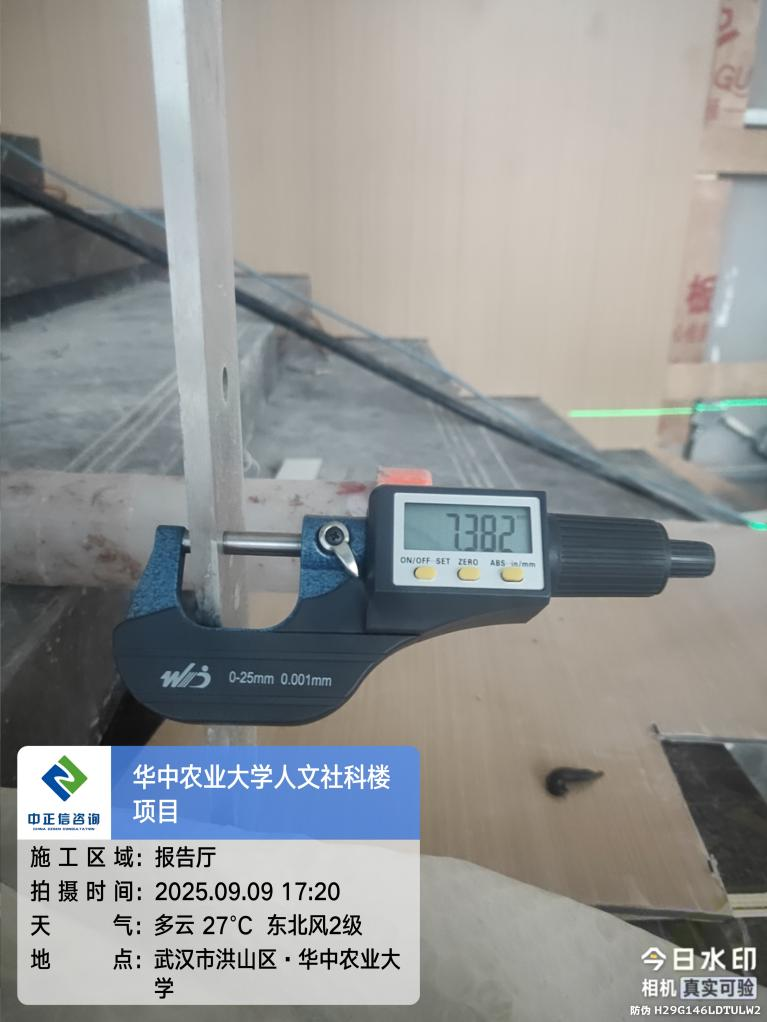 GU
板
7.382
ON/OFF SET ZERO ABS in/mm
0-25mm 0.001mm
中正信咨询
华中农业大学人文社科楼
项目
施工区域：报告厅
拍摄时间：2025.09.09 17:20
天气：多云 27°C 东北风2级
地点：武汉市洪山区·华中农业大
学
今日水印
相机 真实可验
防伪 H29G146LDTULW2